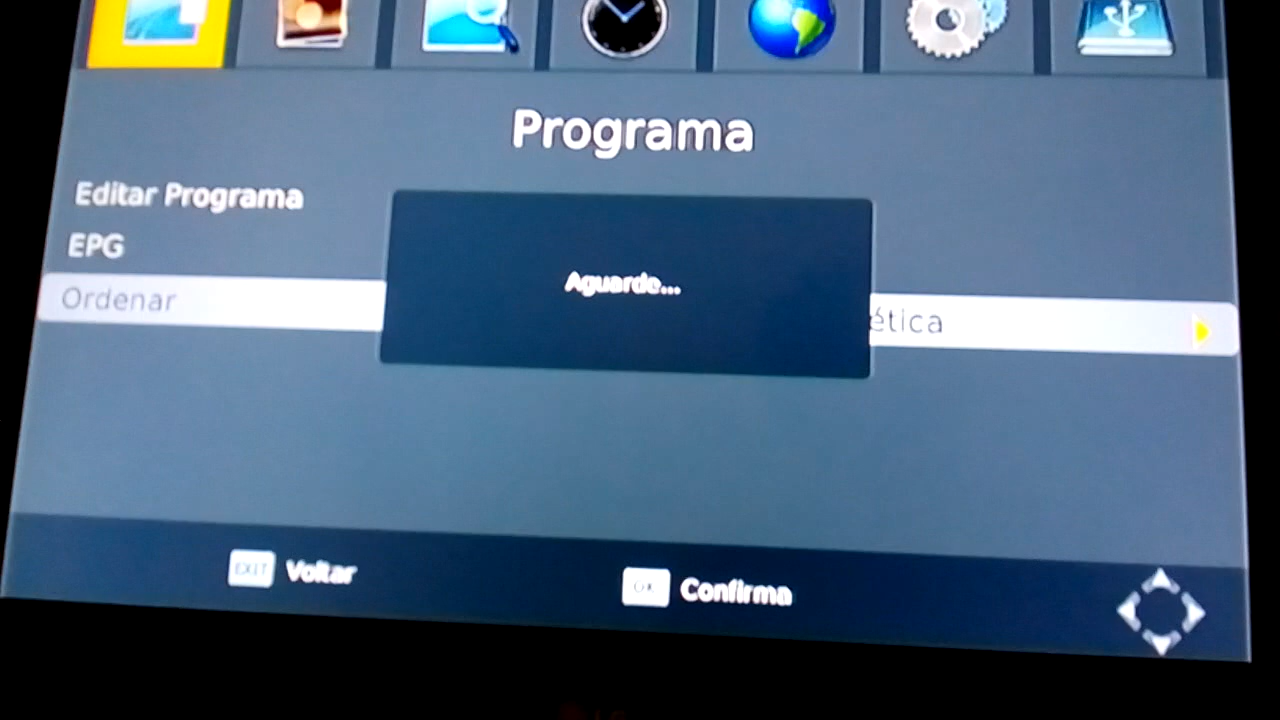 Programa
Editar Programa
EPG
Aguarde...
Ordenar
ética
EXIT Voltar
OK Confirma